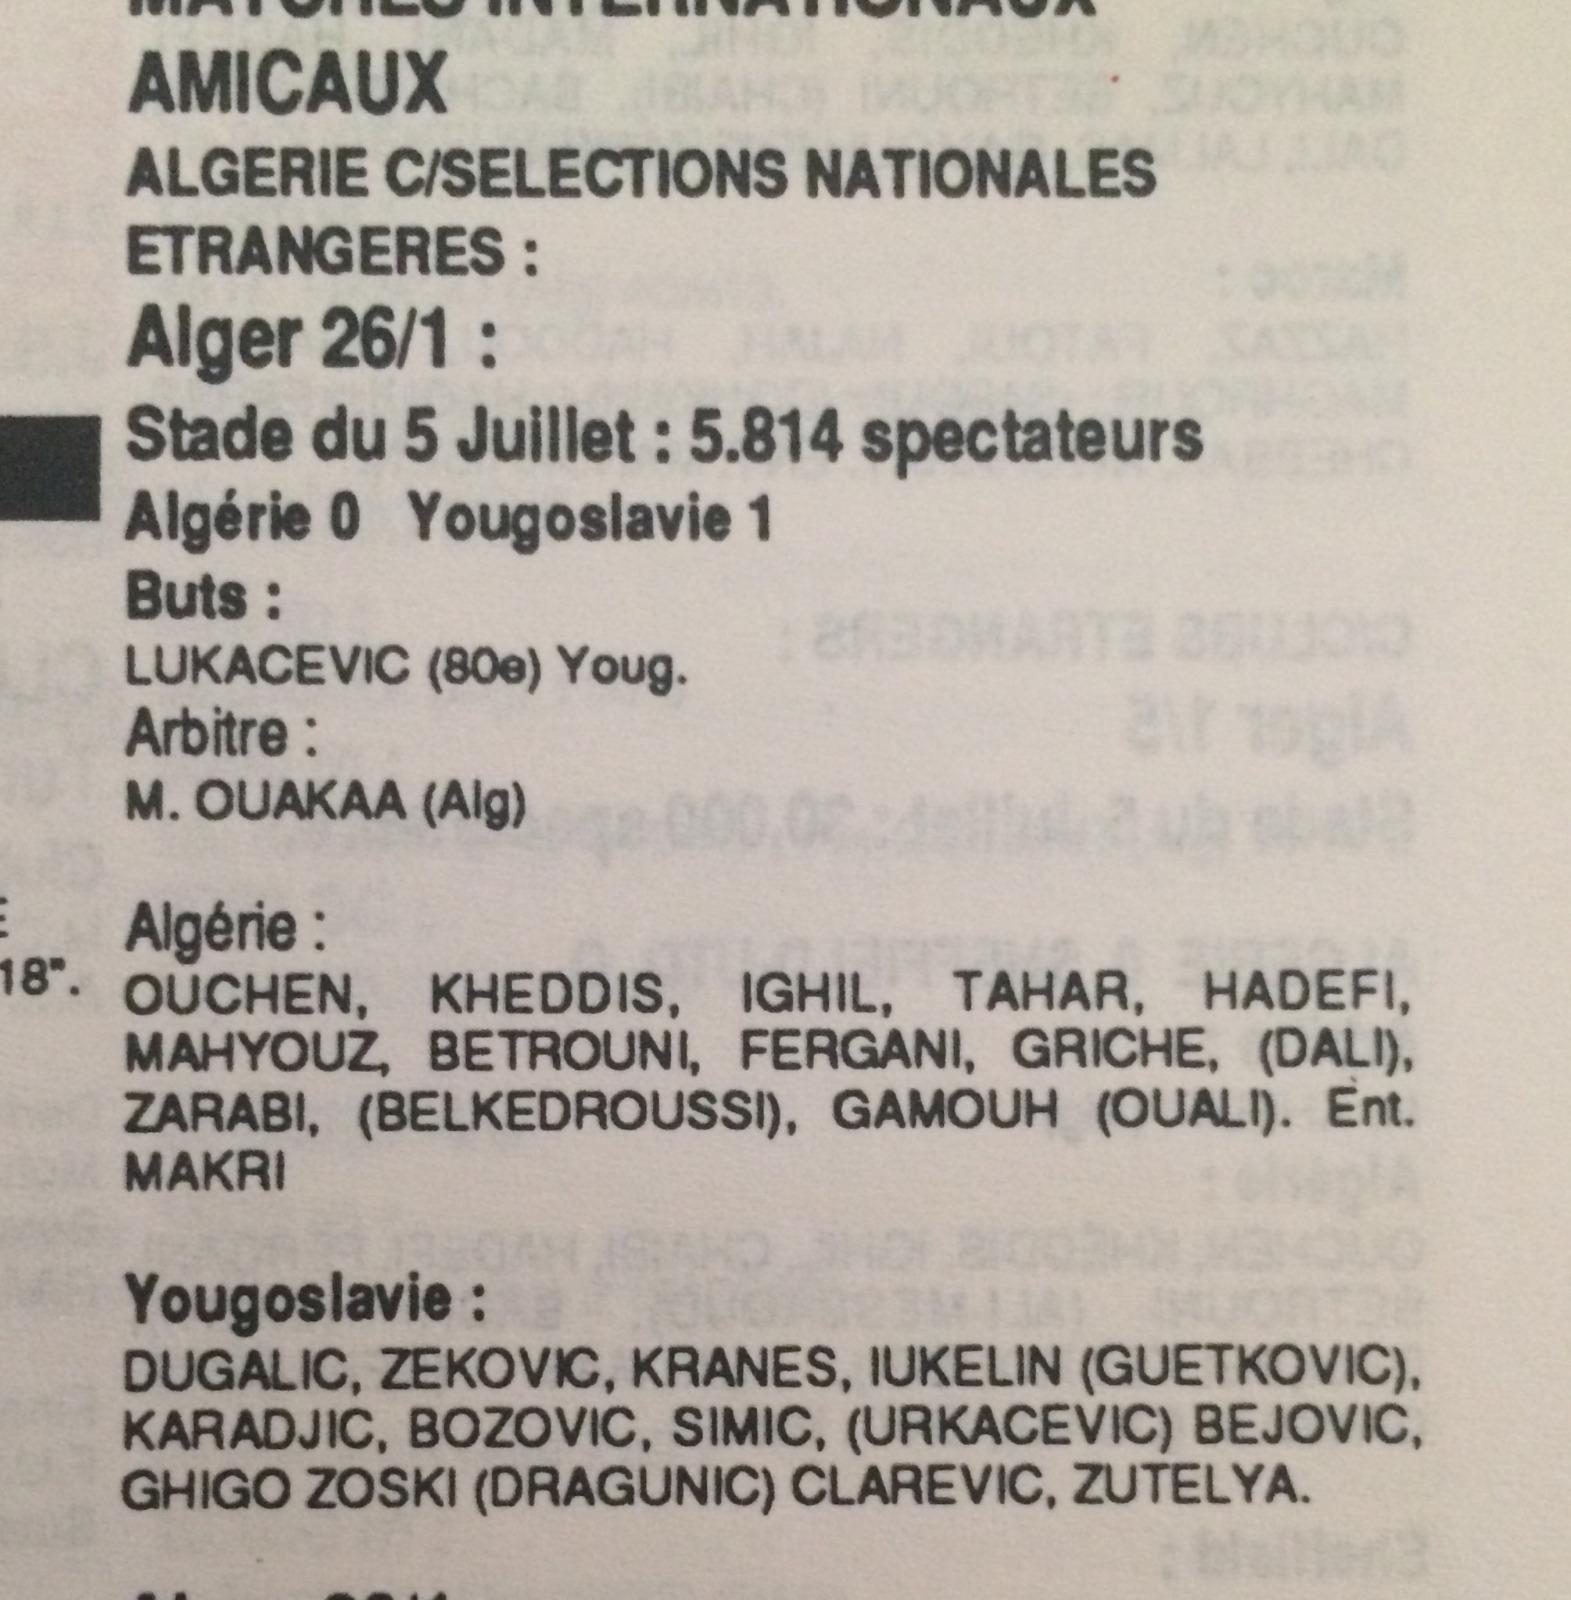 MATCHES INTERNATIONAUX
AMICAUX
ALGERIE C/SELECTIONS NATIONALES
ETRANGERES :
Alger 26/1 :
Stade du 5 Juillet : 5.814 spectateurs
Algérie 0 Yougoslavie 1
Buts :
LUKACEVIC (80e) Youg.
Arbitre :
M. OUAKAA (Alg)
Algérie :
18".
OUCHEN, KHEDDIS, IGHIL, TAHAR, HADEFI,
MAHYOUZ, BETROUNI, FERGANI, GRICHE, (DALI),
ZARABI, (BELKEDROUSSI), GAMOUH (OUALI). Ent.
MAKRI
Yougoslavie :
DUGALIC, ZEKOVIC, KRANES, IUKELIN (GUETKOVIC),
KARADJIC, BOZOVIC, SIMIC, (URKACEVIC) BEJOVIC,
GHIGO ZOSKI (DRAGUNIC) CLAREVIC, ZUTELYA.